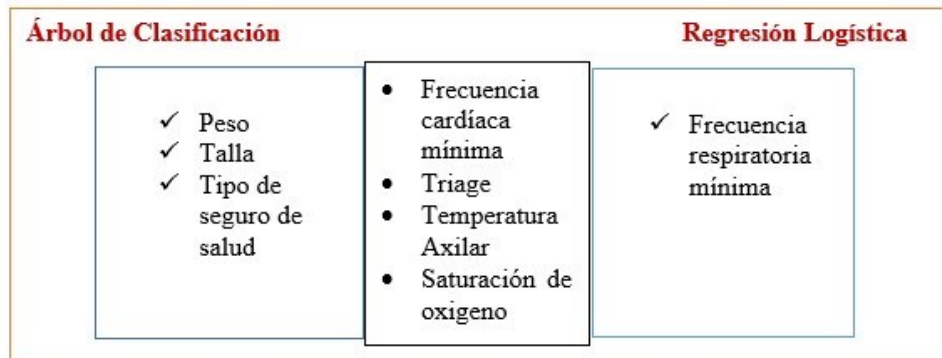 Árbol de Clasificación
Regresión Logística
✓ Peso
✓ Talla
✓ Tipo de
seguro de
salud
• Frecuencia
cardíaca
mínima
• Triage
• Temperatura
Axilar
• Saturación de
oxigeno
✓ Frecuencia
respiratoria
mínima